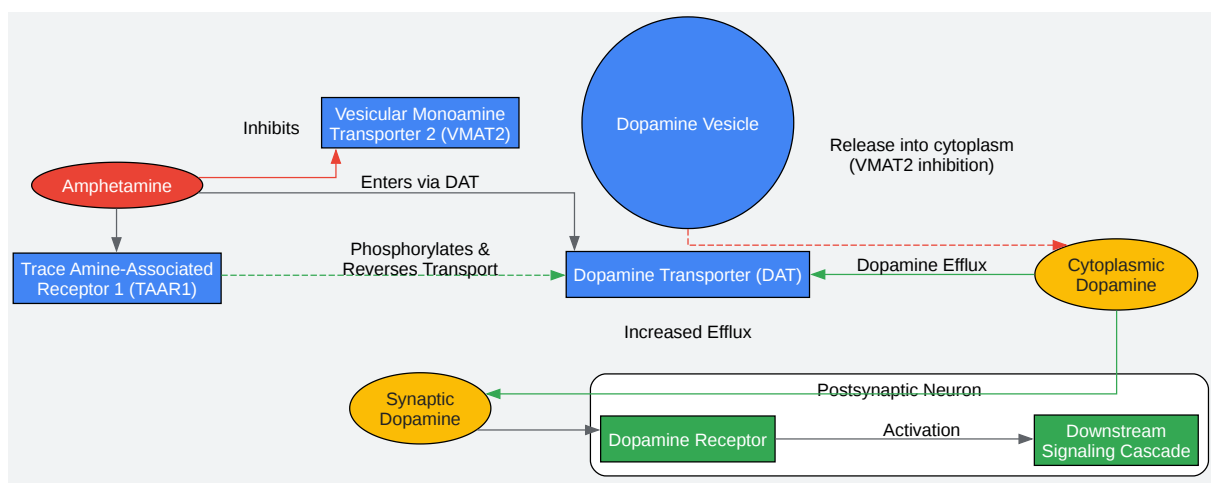 Vesicular Monoamine
Transporter 2 (VMAT2)
Inhibits
Dopamine Vesicle
Release into cytoplasm
(VMAT2 inhibition)
Amphetamine
Enters via DAT
Trace Amine-Associated
Receptor 1 (TAAR1)
Phosphorylates &
Reverses Transport
Dopamine Transporter (DAT)
Dopamine Efflux
Cytoplasmic
Dopamine
Increased Efflux
Synaptic
Dopamine
Postsynaptic Neuron
Dopamine Receptor
Activation
Downstream
Signaling Cascade